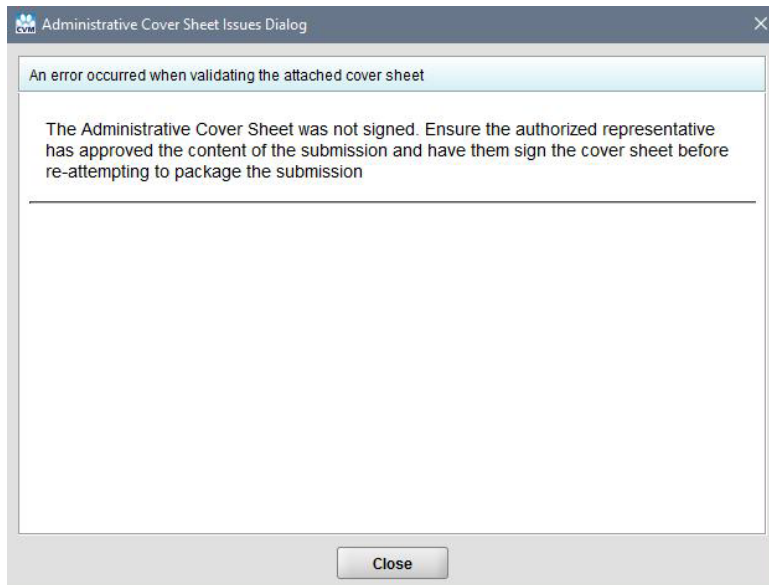 CVM Administrative Cover Sheet Issues Dialog
An error occurred when validating the attached cover sheet
The Administrative Cover Sheet was not signed. Ensure the authorized representative
has approved the content of the submission and have them sign the cover sheet before
re-attempting to package the submission
Close